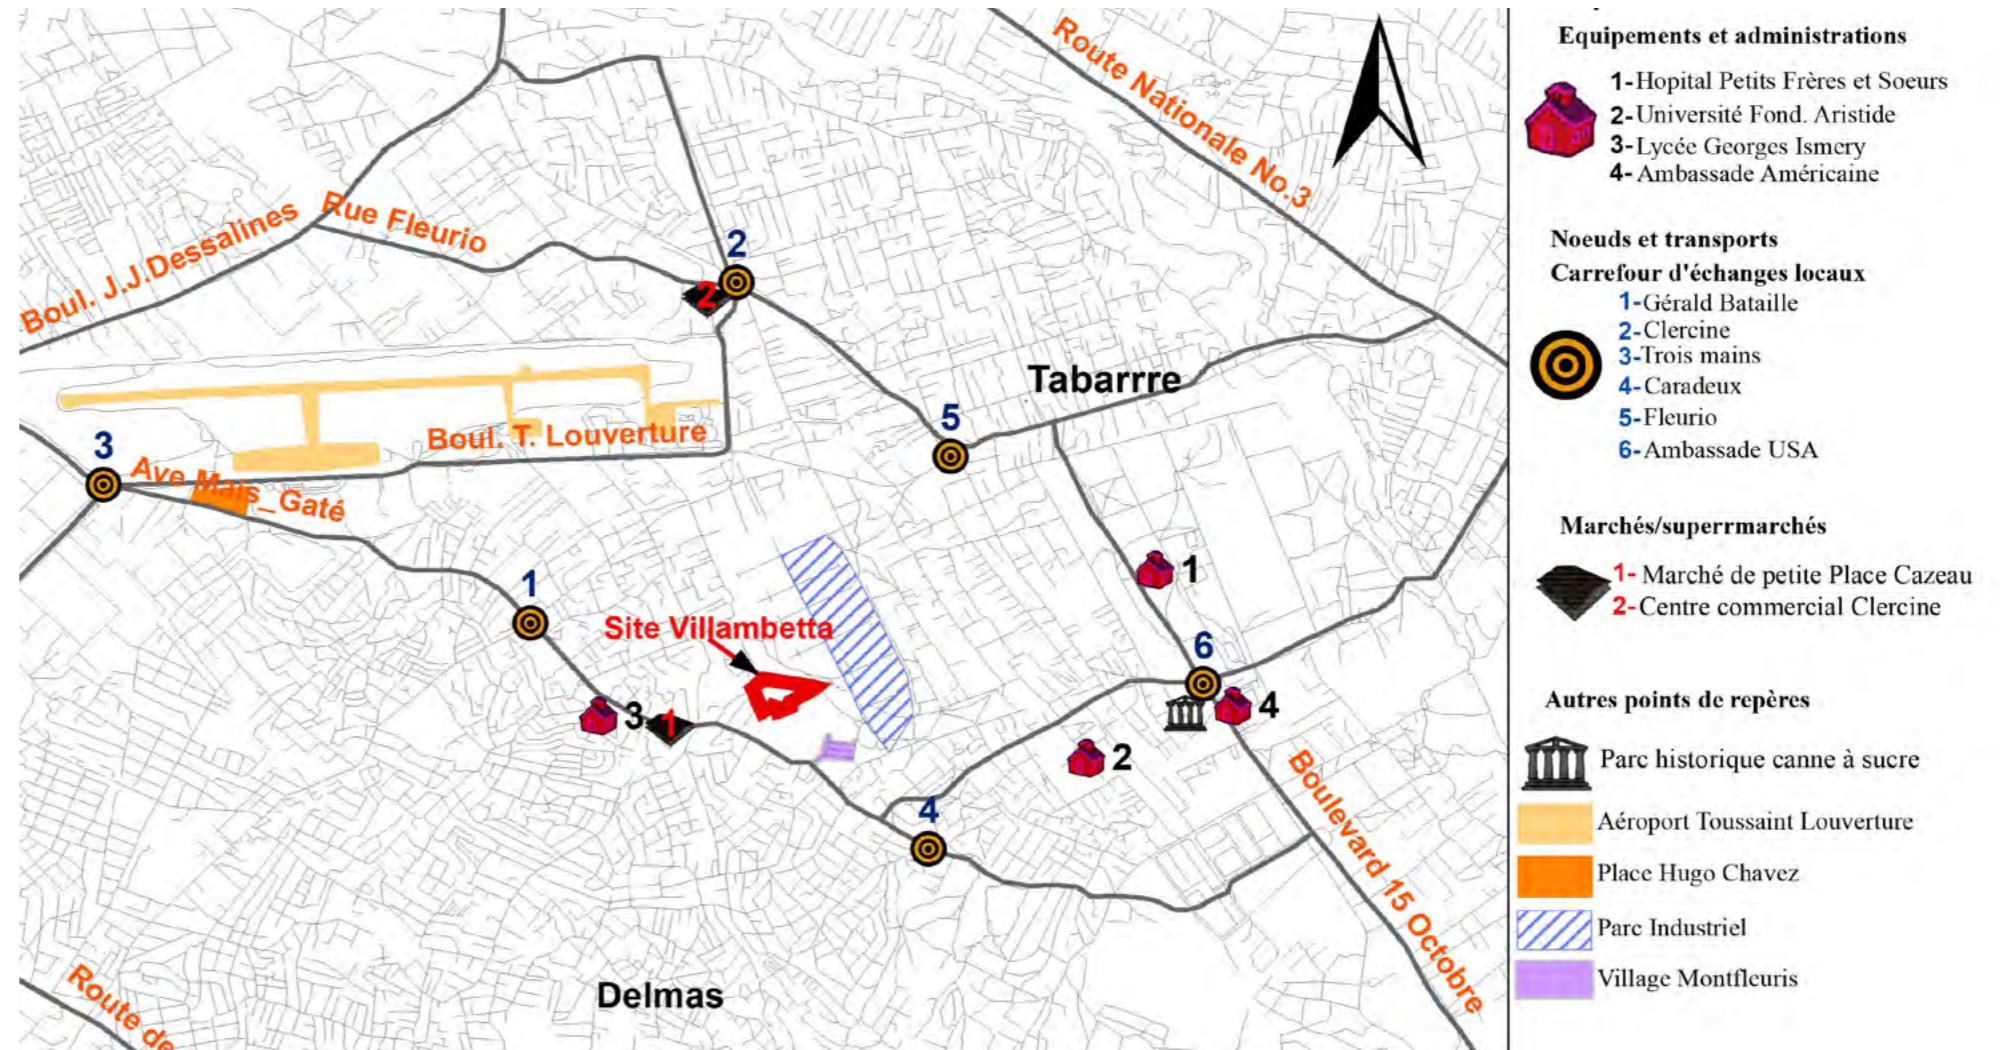 Route Nationale No.3
Boul. J.J.Dessalines
Rue Fleurio
2
2
Tabarrre
5
Boul. T. Louverture
3
Ave Mais_Gaté
1
1
Site Villambetta
6
3
1
4
2
4
Boulevard 15 Octobre
Delmas
Route de
Equipements et administrations
1-Hopital Petits Frères et Soeurs
2-Université Fond. Aristide
3-Lycée Georges Ismery
4-Ambassade Américaine
Noeuds et transports
Carrefour d'échanges locaux
1-Gérald Bataille
2-Clercine
3-Trois mains
4-Caradeux
5-Fleurio
6-Ambassade USA
Marchés/superrmarchés
1- Marché de petite Place Cazeau
2-Centre commercial Clercine
Autres points de repères
Parc historique canne à sucre
Aéroport Toussaint Louverture
Place Hugo Chavez
Parc Industriel
Village Montfleuris